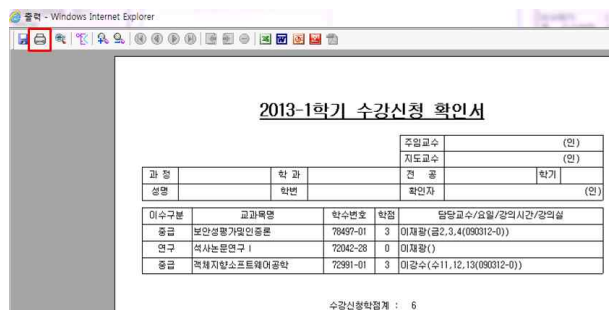 출력 - Windows Internet Explorer
2013-1학기 수강신청 확인서
주임교수 (인)
지도교수 (인)
과 정 학 과 전 공 학기
성명 학번 확인자 (인)
이수구분 교과목명 학수번호 학점 담당교수/요일/강의시간/강의실
중급 보안성평가및인증론 78497-01 3 이재광(금2,3,4(090312-0))
연구 석사논문연구 I 72042-28 0 이재광()
중급 객체지향소프트웨어공학 72991-01 3 이강수(수11,12,13(090312-0))
수강신청학점계 : 6